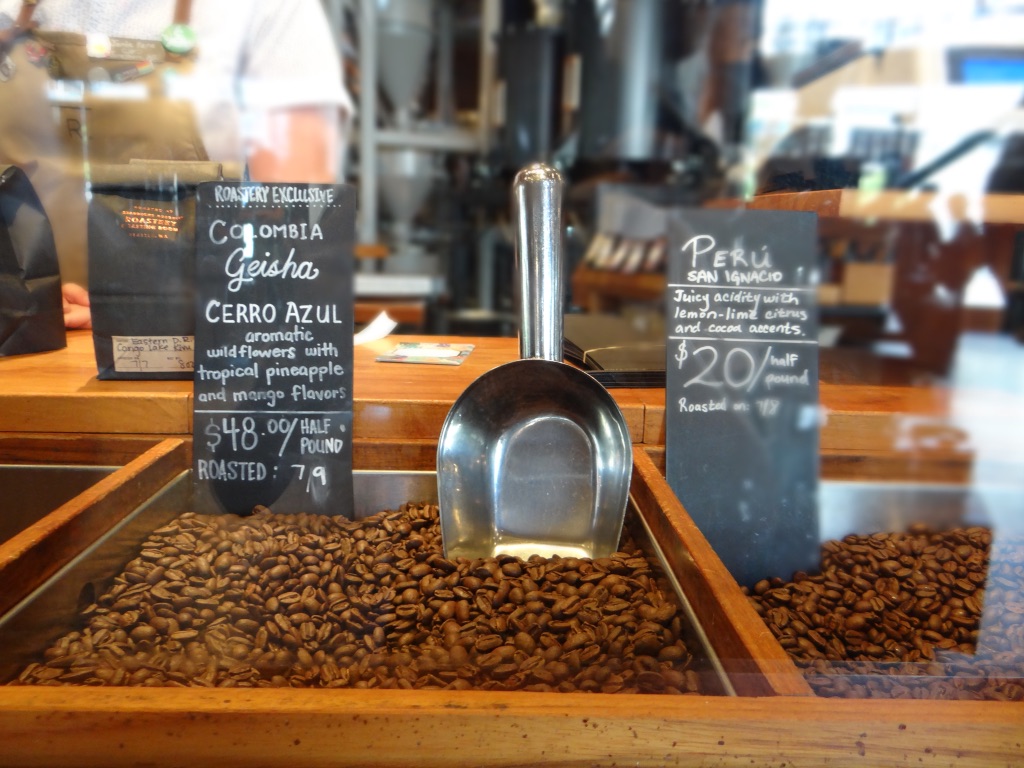 ROASTERY EXCLUSIVE
COLOMBIA
Geisha
CERRO AZUL
aromatic
wildflowers with
tropical pineapple
and mango flavors
$48.00/HALF
POUND
ROASTED: 7/9
PERÚ
SAN IGNACIO
Juicy acidity with
lemon-lime citrus
and cocoa accents.
$20/half
pound
Roasted on: 7/8
ROASTERY
Eastern D.R.
Congo Lake Kivu
7/7